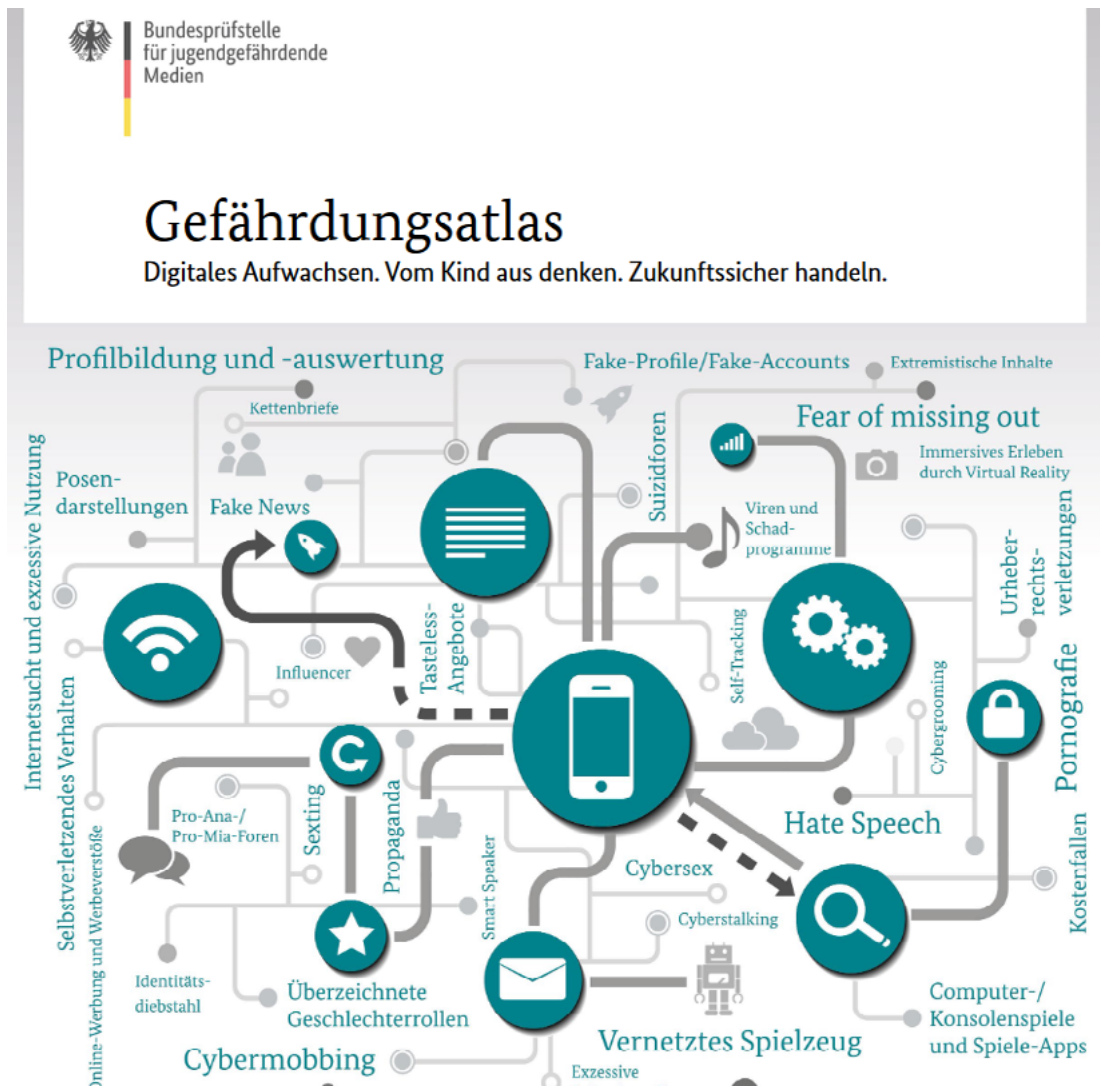 Bundesprüfstelle
für jugendgefährdende
Medien
Gefährdungsatlas
Digitales Aufwachsen. Vom Kind aus denken. Zukunftssicher handeln.
Profilbildung und -auswertung
Fake-Profile/Fake-Accounts
Extremistische Inhalte
Kettenbriefe
Fear of missing out
Immersives Erleben
durch Virtual Reality
Suizidforen
Posen-
darstellungen
Fake News
Viren und
Schad-
programme
Internetsucht und exzessive Nutzung
Urheber-
rechts-
verletzungen
Tasteless-
Angebote
Self-Tracking
Influencer
Cybergrooming
Pornografie
Selbstverletzendes Verhalten
Pro-Ana-/
Pro-Mia-Foren
Sexting
Propaganda
Hate Speech
Smart Speaker
Cybersex
Cyberstalking
Kostenfallen
Online-Werbung und Werbeverstöße
Identitäts-
diebstahl
Überzeichnete
Geschlechterrollen
Computer-/
Konsolenspiele
und Spiele-Apps
Vernetztes Spielzeug
Cybermobbing
Exzessive